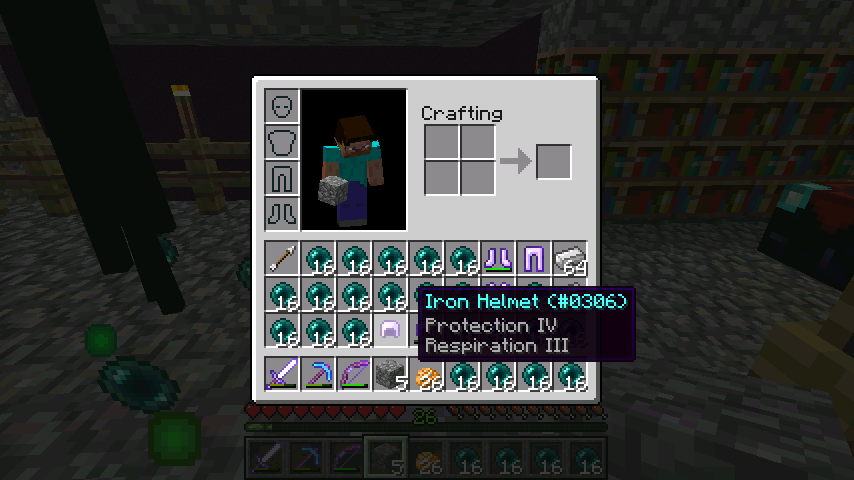 Crafting
16 16 16 16 16 64
16 16 16 16
Iron Helmet (#0306)
Protection IV
Respiration III
16 16 16
5 26 16 16 16 16
26
5 26 16 16 16 16